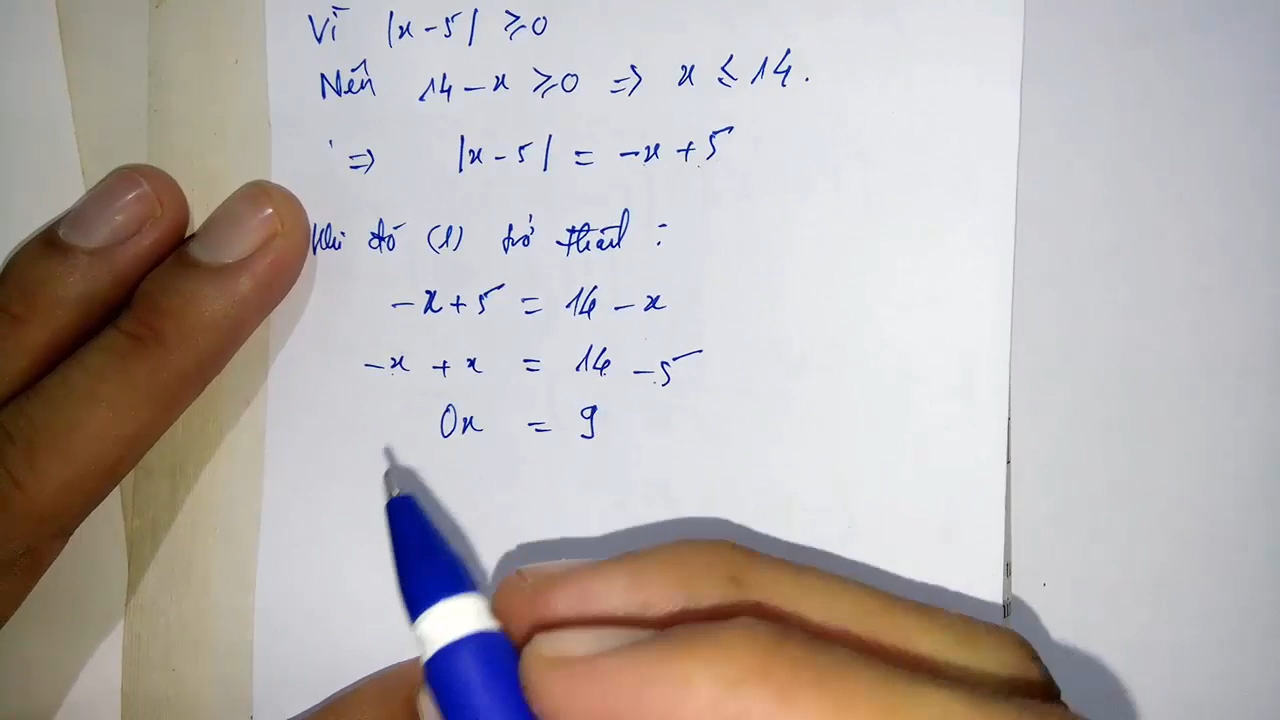 Vì |x-5| ⩾0
Nên 14-x ⩾0 => x ≤ 14.
=> |x-5| = -x+5
Khi đó (1) trở thành :
-x+5 = 14-x
-x +x = 14 -5
0x = 9